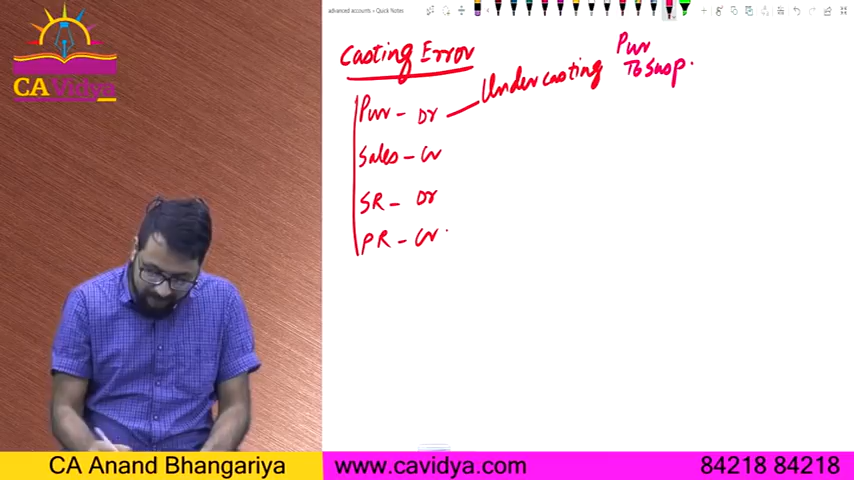 advanced accounts - Quick Notes
CA Vidya
Casting Error
Pur - Dr
Undercasting
Pur
To Susp.
Sales - Cr
SR - Dr
PR - Cr
CA Anand Bhangariya
www.cavidya.com
84218 84218